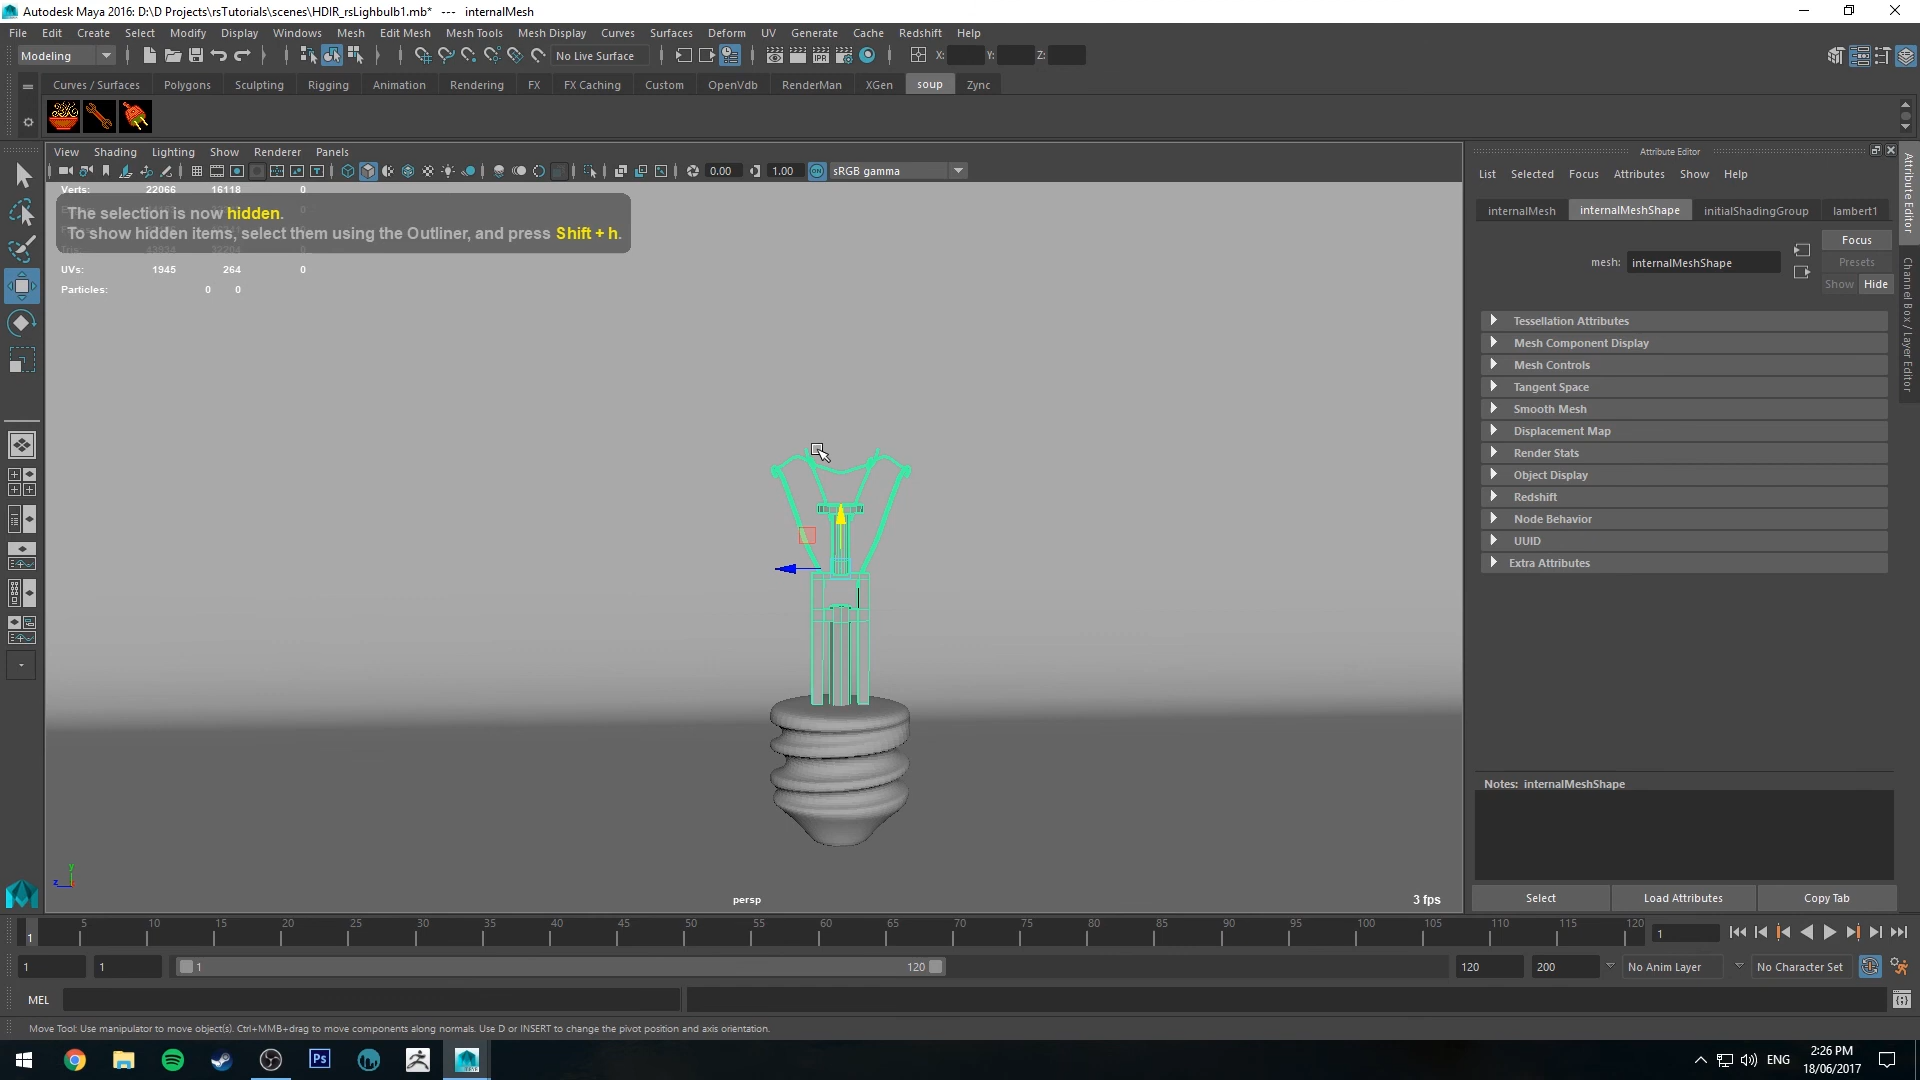 Autodesk Maya 2016: D:\D Projects\rsTutorials\scenes\HDIR_rsLighbulb1.mb* --- internalMesh
File Edit Create Select Modify Display Windows Mesh Edit Mesh Mesh Tools Mesh Display Curves Surfaces Deform UV Generate Cache Redshift Help
Modeling No Live Surface X: Y: Z:
Curves / Surfaces Polygons Sculpting Rigging Animation Rendering FX FX Caching Custom OpenVdb RenderMan XGen soup Zync
View Shading Lighting Show Renderer Panels
0.00 1.00 ON sRGB gamma
Verts: 22066 16118 0
The selection is now hidden.
To show hidden items, select them using the Outliner, and press Shift + h.
UVs: 1945 264 0
Particles: 0 0
y
z
persp
3 fps
Attribute Editor
List Selected Focus Attributes Show Help
internalMesh internalMeshShape initialShadingGroup lambert1
Focus
mesh: internalMeshShape
Presets
Show Hide
Tessellation Attributes
Mesh Component Display
Mesh Controls
Tangent Space
Smooth Mesh
Displacement Map
Render Stats
Object Display
Redshift
Node Behavior
UUID
Extra Attributes
Notes: internalMeshShape
Select Load Attributes Copy Tab
Attribute Editor
Channel Box / Layer Editor
1 5 10 15 20 25 30 35 40 45 50 55 60 65 70 75 80 85 90 95 100 105 110 115 120 1
1 1 1 120 120 200 No Anim Layer No Character Set
MEL
Move Tool: Use manipulator to move object(s). Ctrl+MMB+drag to move components along normals. Use D or INSERT to change the pivot position and axis orientation.
Ps
ENG
2:26 PM
18/06/2017